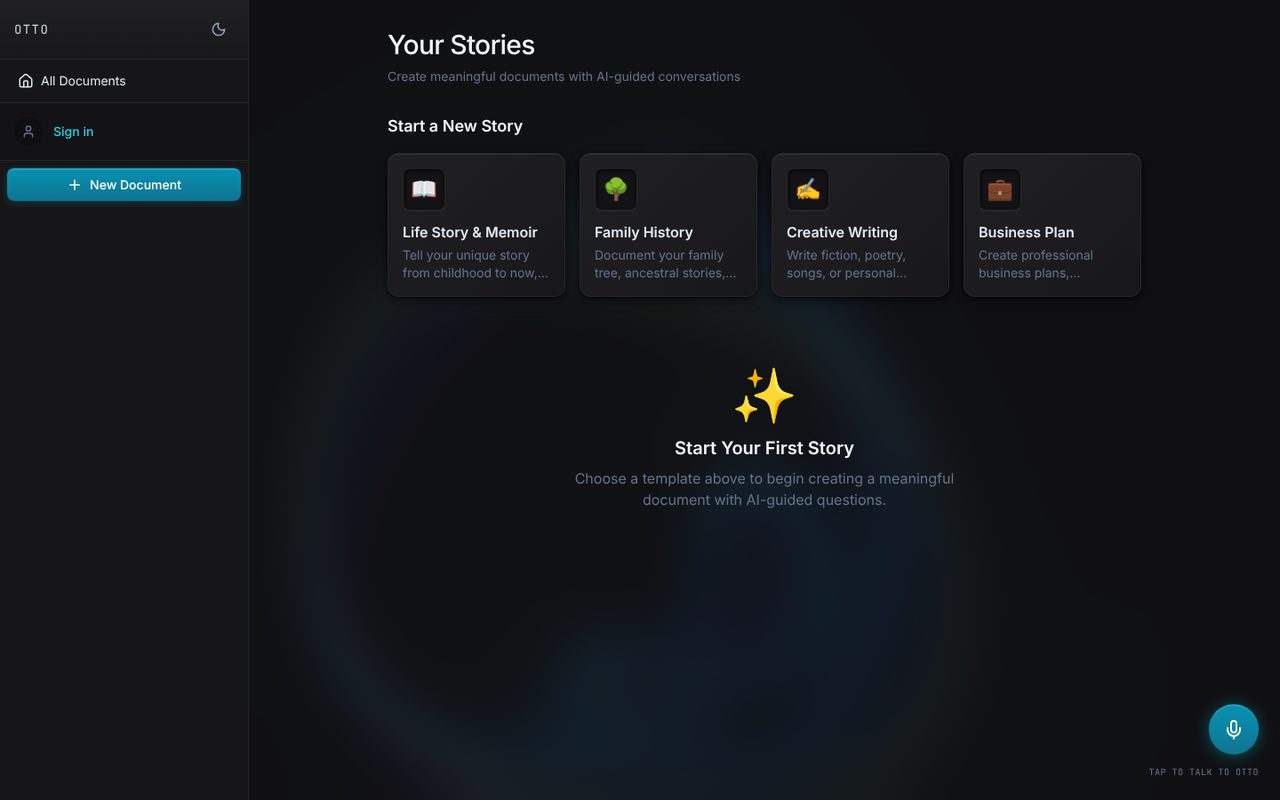 OTTO
All Documents
Sign in
New Document
Your Stories
Create meaningful documents with AI-guided conversations
Start a New Story
Life Story & Memoir
Tell your unique story
from childhood to now,...
Family History
Document your family
tree, ancestral stories,...
Creative Writing
Write fiction, poetry,
songs, or personal...
Business Plan
Create professional
business plans,...
Start Your First Story
Choose a template above to begin creating a meaningful
document with AI-guided questions.
TAP TO TALK TO OTTO